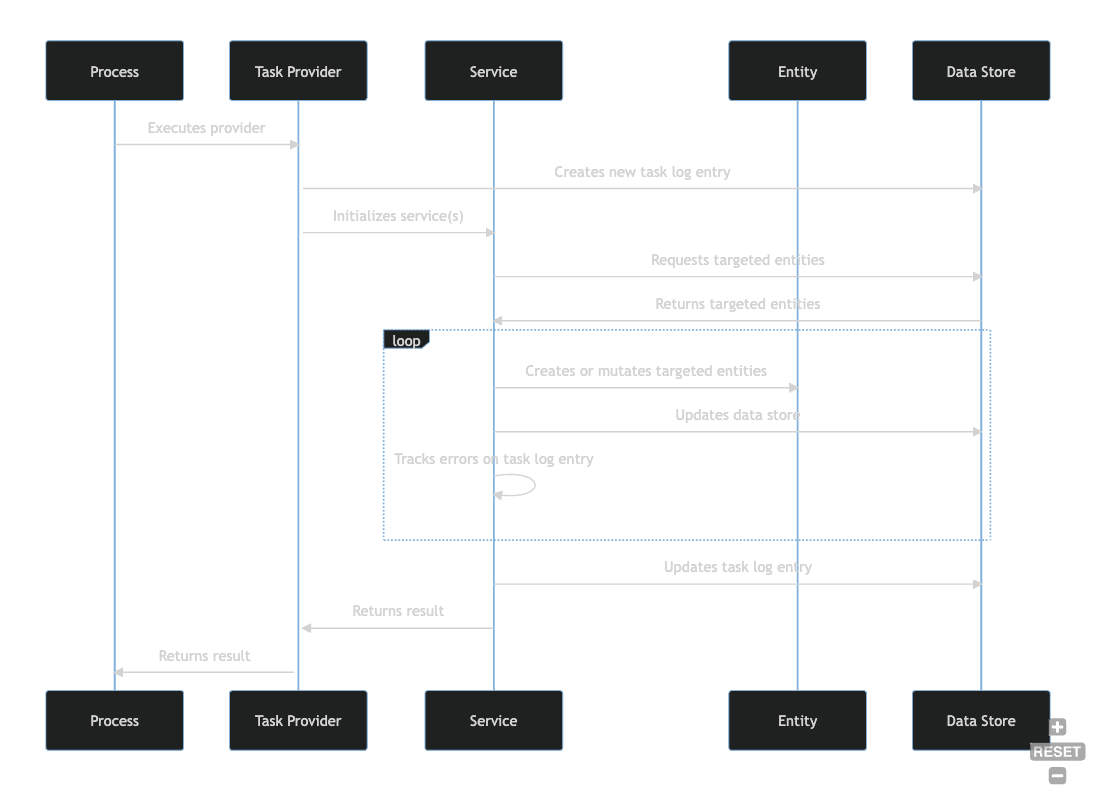 Process
Task Provider
Service
Entity
Data Store
Executes provider
Creates new task log entry
Initializes service(s)
Requests targeted entities
Returns targeted entities
loop
Creates or mutates targeted entities
Updates data store
Tracks errors on task log entry
Updates task log entry
Returns result
Returns result
Process
Task Provider
Service
Entity
Data Store
RESET